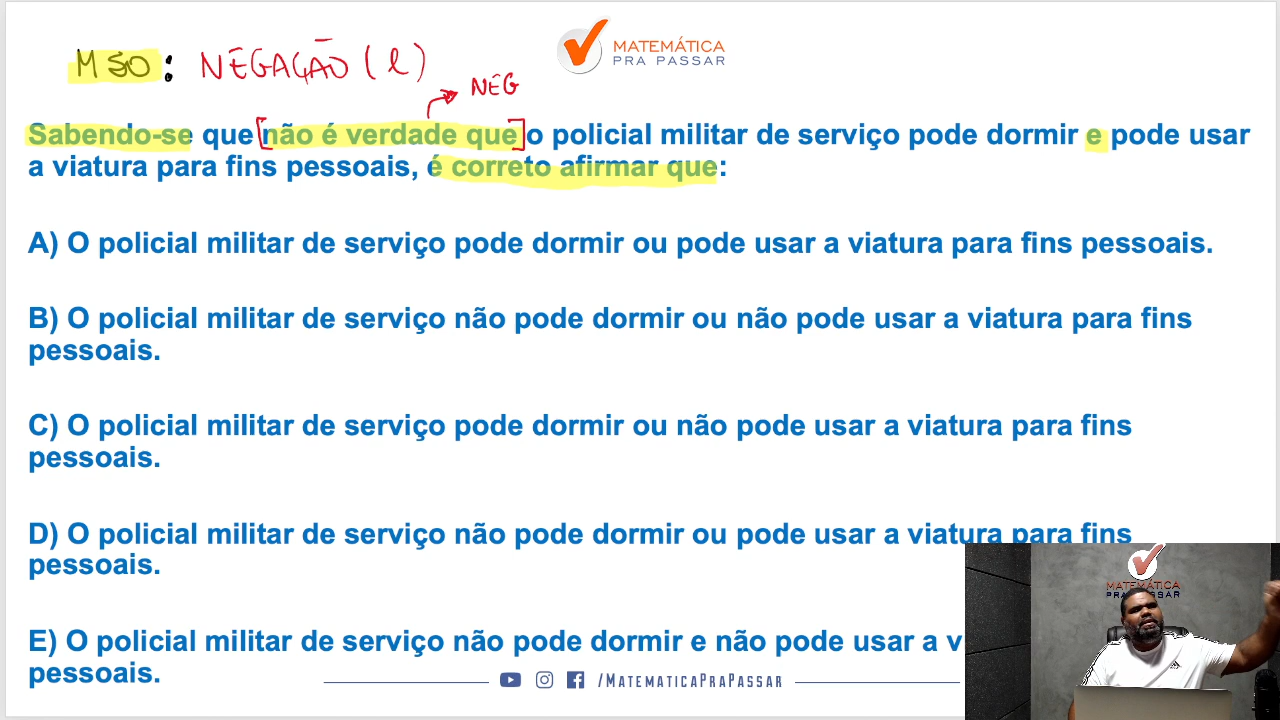 MSO: NEGAÇÃO (e)
MATEMÁTICA
PRA PASSAR
NEG
Sabendo-se que [não é verdade que] o policial militar de serviço pode dormir e pode usar
a viatura para fins pessoais, é correto afirmar que:
A) O policial militar de serviço pode dormir ou pode usar a viatura para fins pessoais.
B) O policial militar de serviço não pode dormir ou não pode usar a viatura para fins
pessoais.
C) O policial militar de serviço pode dormir ou não pode usar a viatura para fins
pessoais.
D) O policial militar de serviço não pode dormir ou pode usar a viatura para fins
pessoais.
E) O policial militar de serviço não pode dormir e não pode usar a v
pessoais.
/MATEMATICAPRAPASSAR
MATEMÁTICA
PRA PASSAR